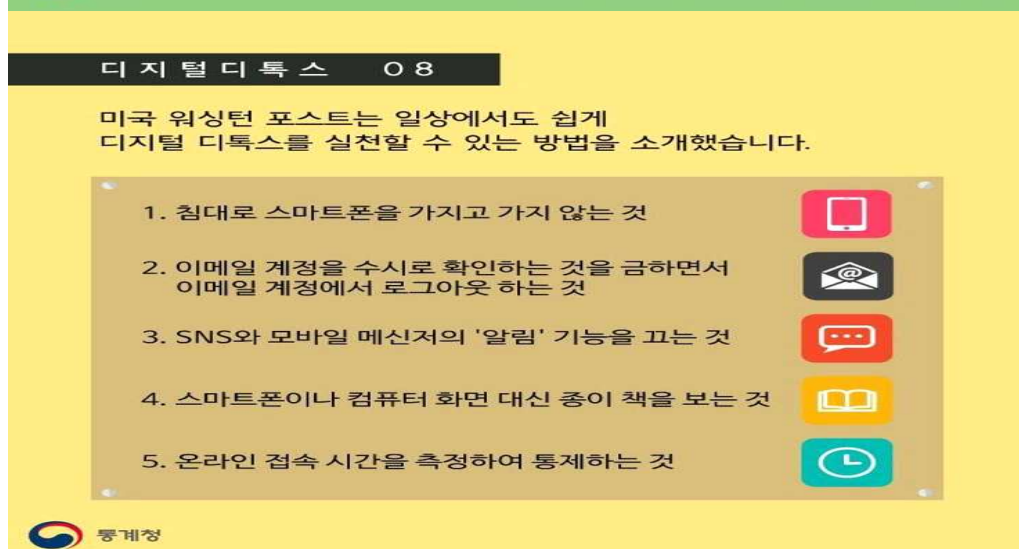 디지털디톡스 08
미국 워싱턴 포스트는 일상에서도 쉽게
디지털 디톡스를 실천할 수 있는 방법을 소개했습니다.
1. 침대로 스마트폰을 가지고 가지 않는 것
2. 이메일 계정을 수시로 확인하는 것을 금하면서
이메일 계정에서 로그아웃 하는 것
@
3. SNS와 모바일 메신저의 '알림' 기능을 끄는 것
4. 스마트폰이나 컴퓨터 화면 대신 종이 책을 보는 것
5. 온라인 접속 시간을 측정하여 통제하는 것
통계청